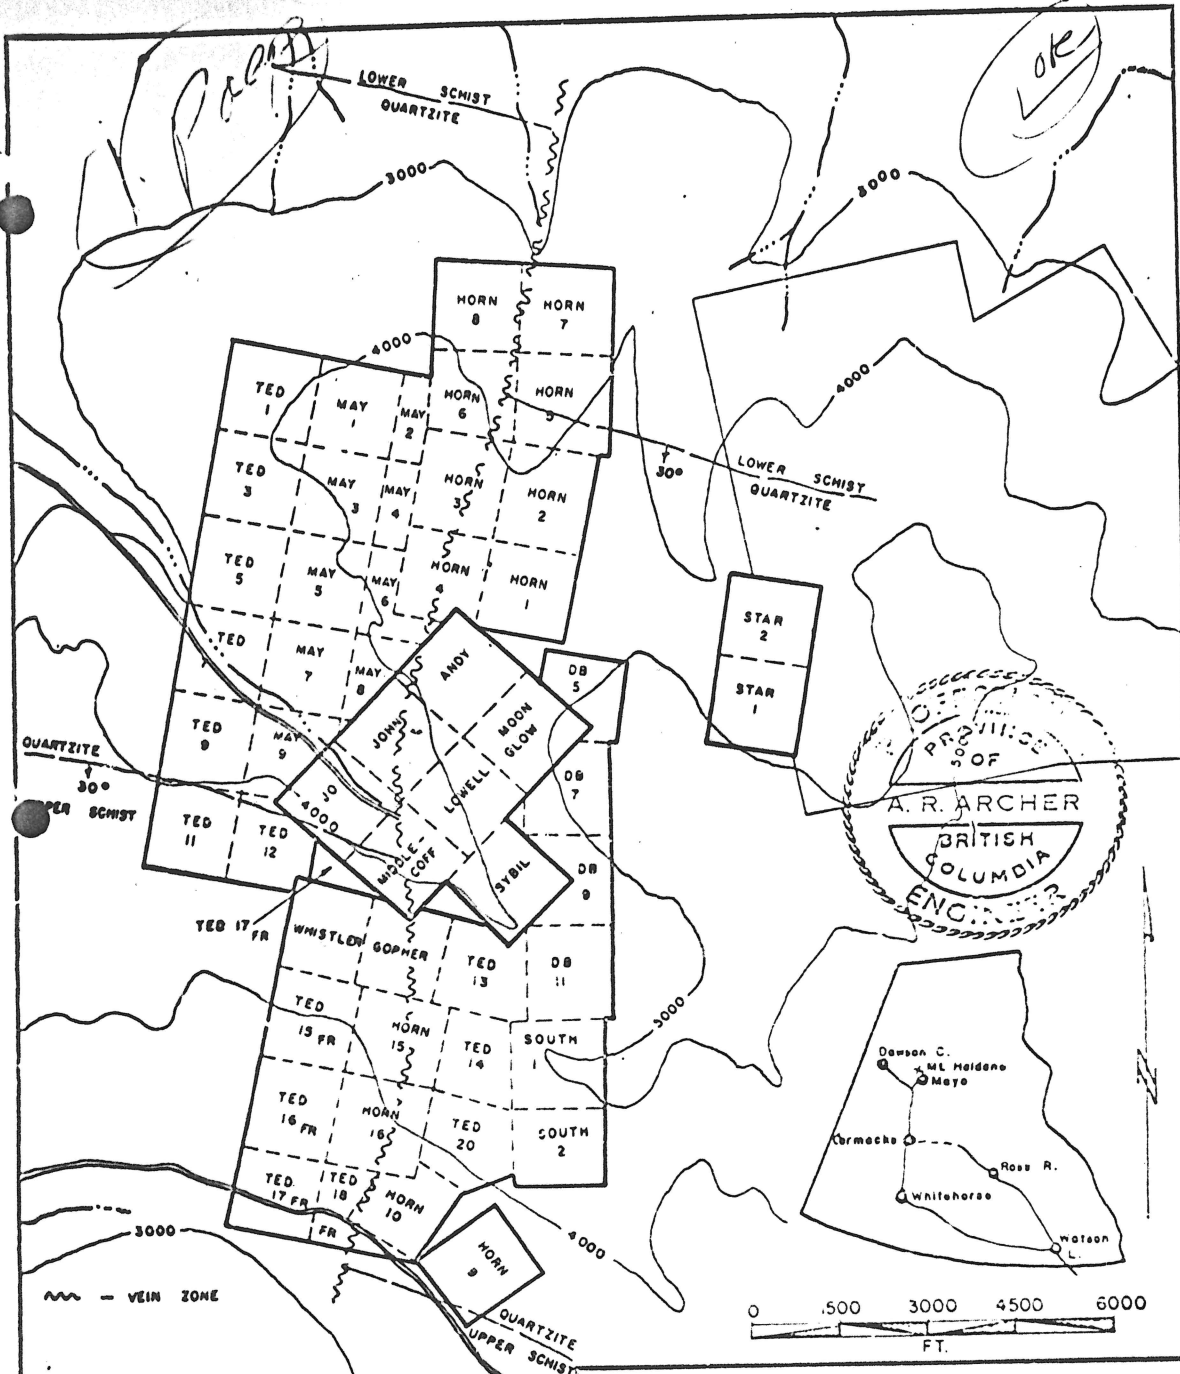 ok
LOWER SCHIST
QUARTZITE
3000
3000
HORN
8
HORN
7
4000
4000
TED
1
MAY
1
MAY
2
HORN
6
HORN
5
30°
LOWER SCHIST
QUARTZITE
TED
3
MAY
3
MAY
4
HORN
3
HORN
2
TED
5
MAY
5
MAY
6
HORN
4
HORN
1
STAR
2
STAR
1
TED
7
MAY
7
MAY
8
ANDY
DB
5
JOHN
MOON
GLOW
TED
9
MAY
9
QUARTZITE
30°
UPPER SCHIST
JO
4000
LOWELL
DB
7
TED
11
TED
12
MIDDLE-
COFF
SYBIL
DB
9
PROVINCE
OF
A. R. ARCHER
BRITISH
COLUMBIA
ENGINEER
5000
TED 17 FR
WHISTLER
GOPHER
TED
13
DB
11
TED
15 FR
HORN
15
TED
14
SOUTH
1
5000
TED
16 FR
HORN
16
TED
20
SOUTH
2
TED
17 FR
TED
18
FR
HORN
10
HORN
9
4000
3000
QUARTZITE
UPPER SCHIST
— VEIN ZONE
Dawson C.
Mt. Haldane
Mayo
Carmacks
Ross R.
Whitehorse
Watson
L.
N
0 1500 3000 4500 6000
FT.